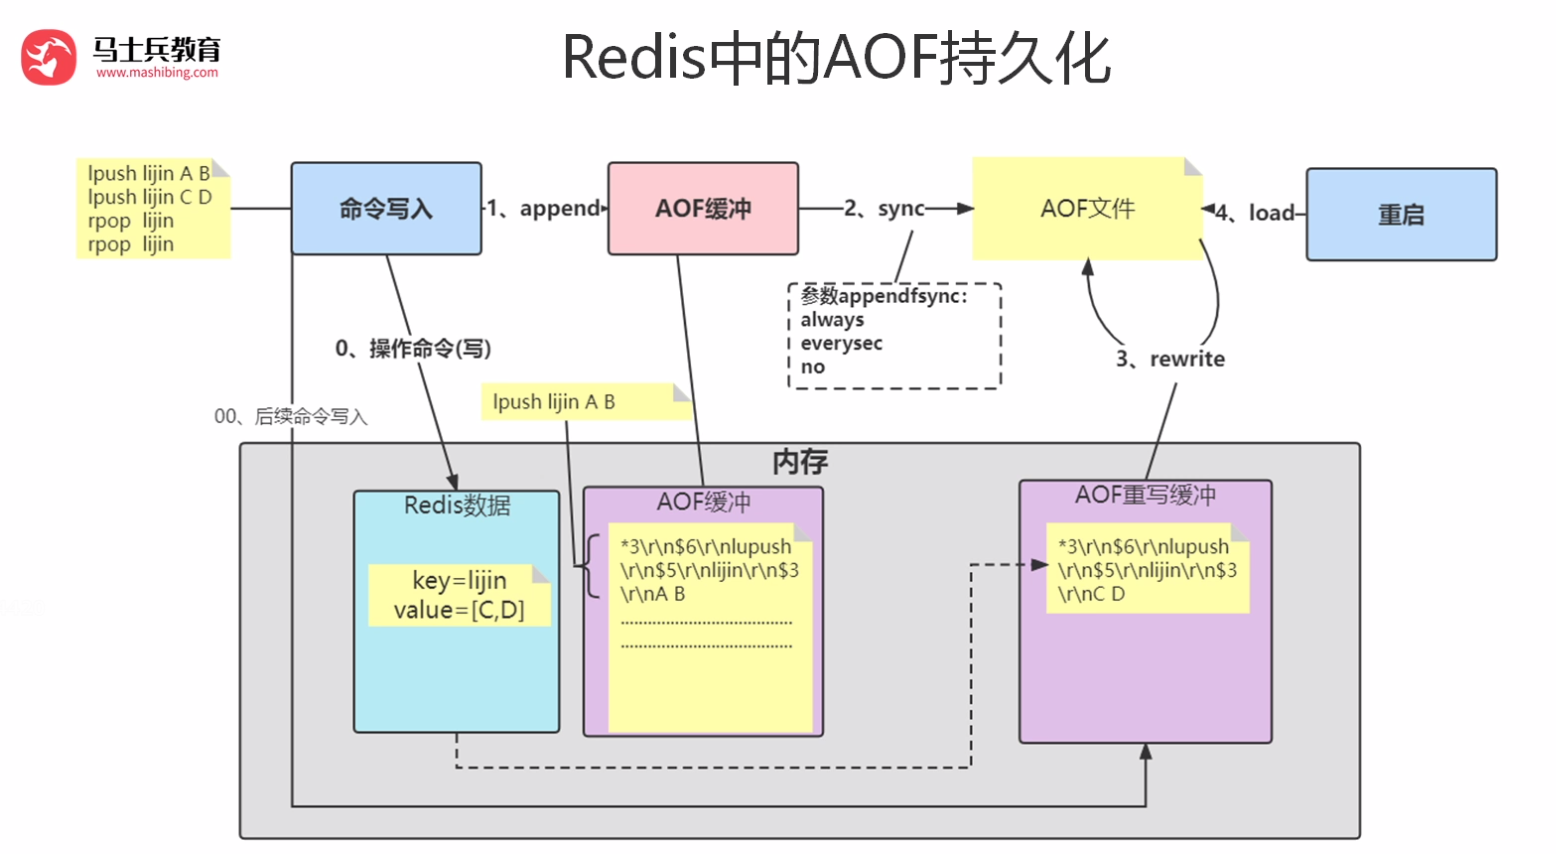 马士兵教育
www.mashibing.com
Redis中的AOF持久化
lpush lijin A B
lpush lijin C D
rpop  lijin
rpop  lijin
命令写入
1、append
AOF缓冲
2、sync
AOF文件
4、load
重启
参数appendfsync:
always
everysec
no
3、rewrite
0、操作命令(写)
00、后续命令写入
lpush lijin A B
内存
Redis数据
key=lijin
value=[C,D]
AOF缓冲
*3\r\n$6\r\nlupush
\r\n$5\r\nlijin\r\n$3
\r\nA B
AOF重写缓冲
*3\r\n$6\r\nlupush
\r\n$5\r\nlijin\r\n$3
\r\nC D